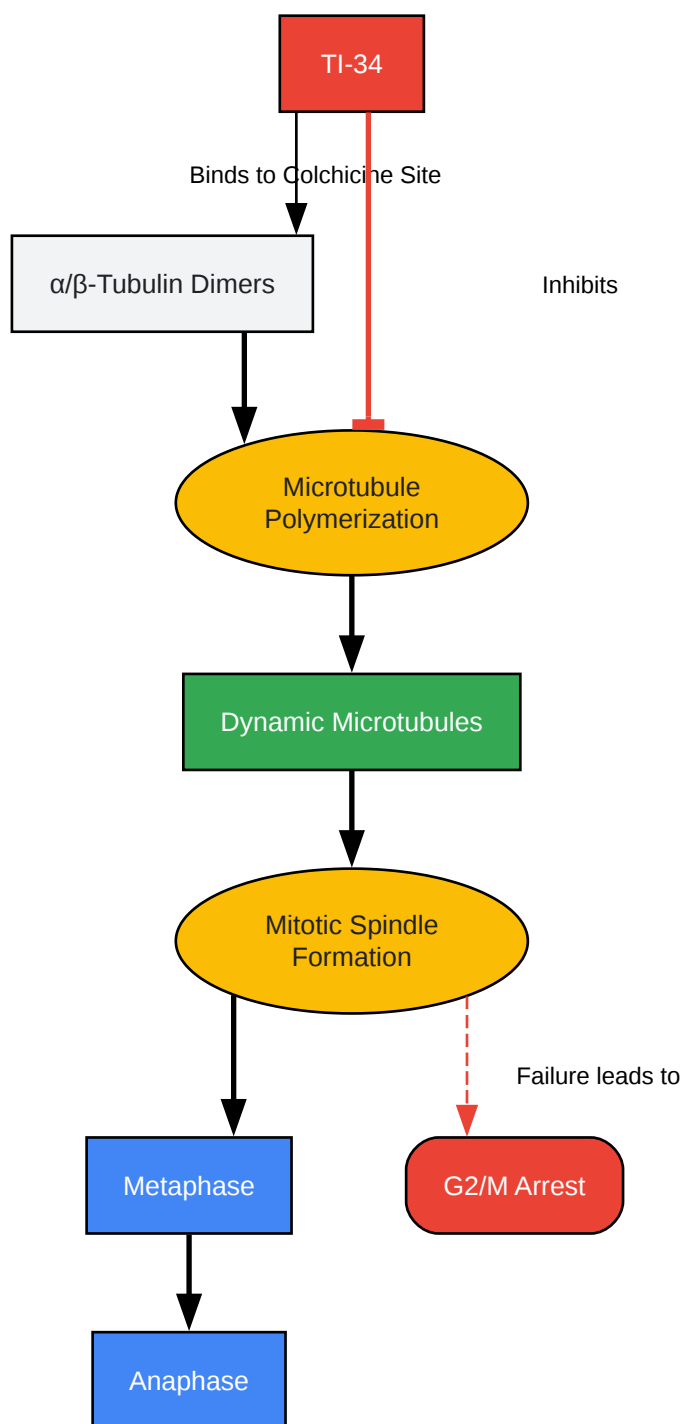 TI-34
Binds to Colchicine Site
α/β-Tubulin Dimers
Inhibits
Microtubule
Polymerization
Dynamic Microtubules
Mitotic Spindle
Formation
Failure leads to
Metaphase
G2/M Arrest
Anaphase